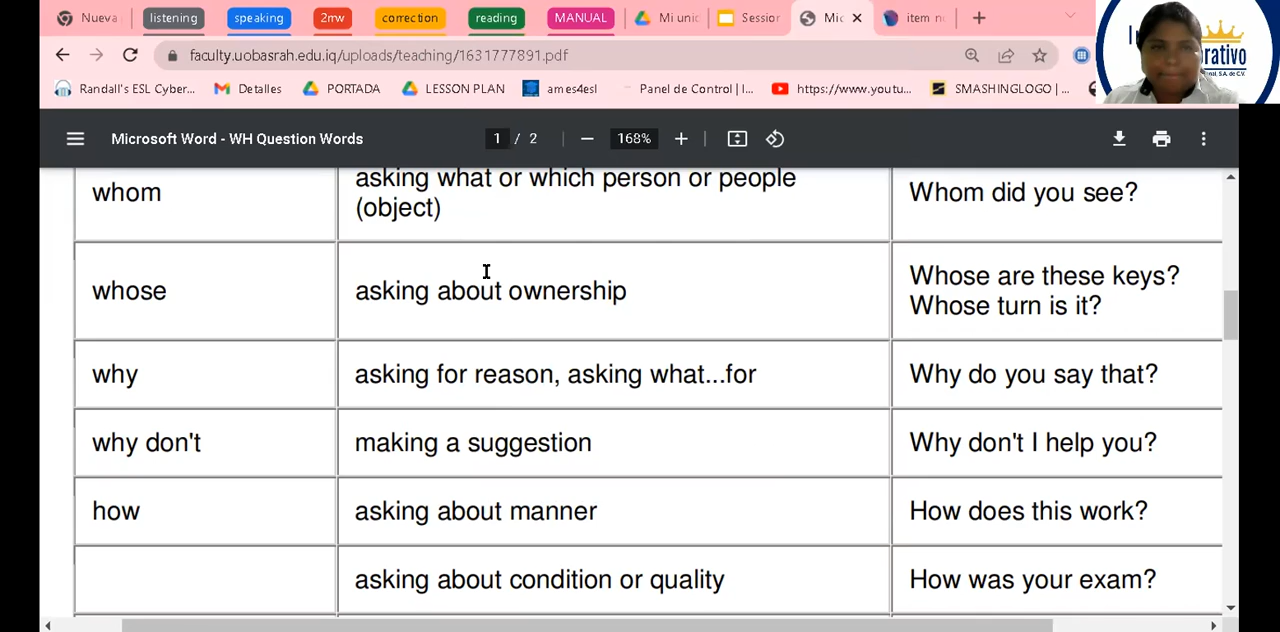 Nueva
listening
speaking
2mw
correction
reading
MANUAL
Mi uni
Session
Mic
item n
faculty.uobasrah.edu.iq/uploads/teaching/1631777891.pdf
rativo
Randall's ESL Cyber...
Detalles
PORTADA
LESSON PLAN
ames4esl
Panel de Control | I...
https://www.youtu...
SMASHINGLOGO | ...
Microsoft Word - WH Question Words
1 / 2
168%
whom
asking what or which person or people
(object)
Whom did you see?
whose
asking about ownership
Whose are these keys?
Whose turn is it?
why
asking for reason, asking what...for
Why do you say that?
why don't
making a suggestion
Why don't I help you?
how
asking about manner
How does this work?
asking about condition or quality
How was your exam?